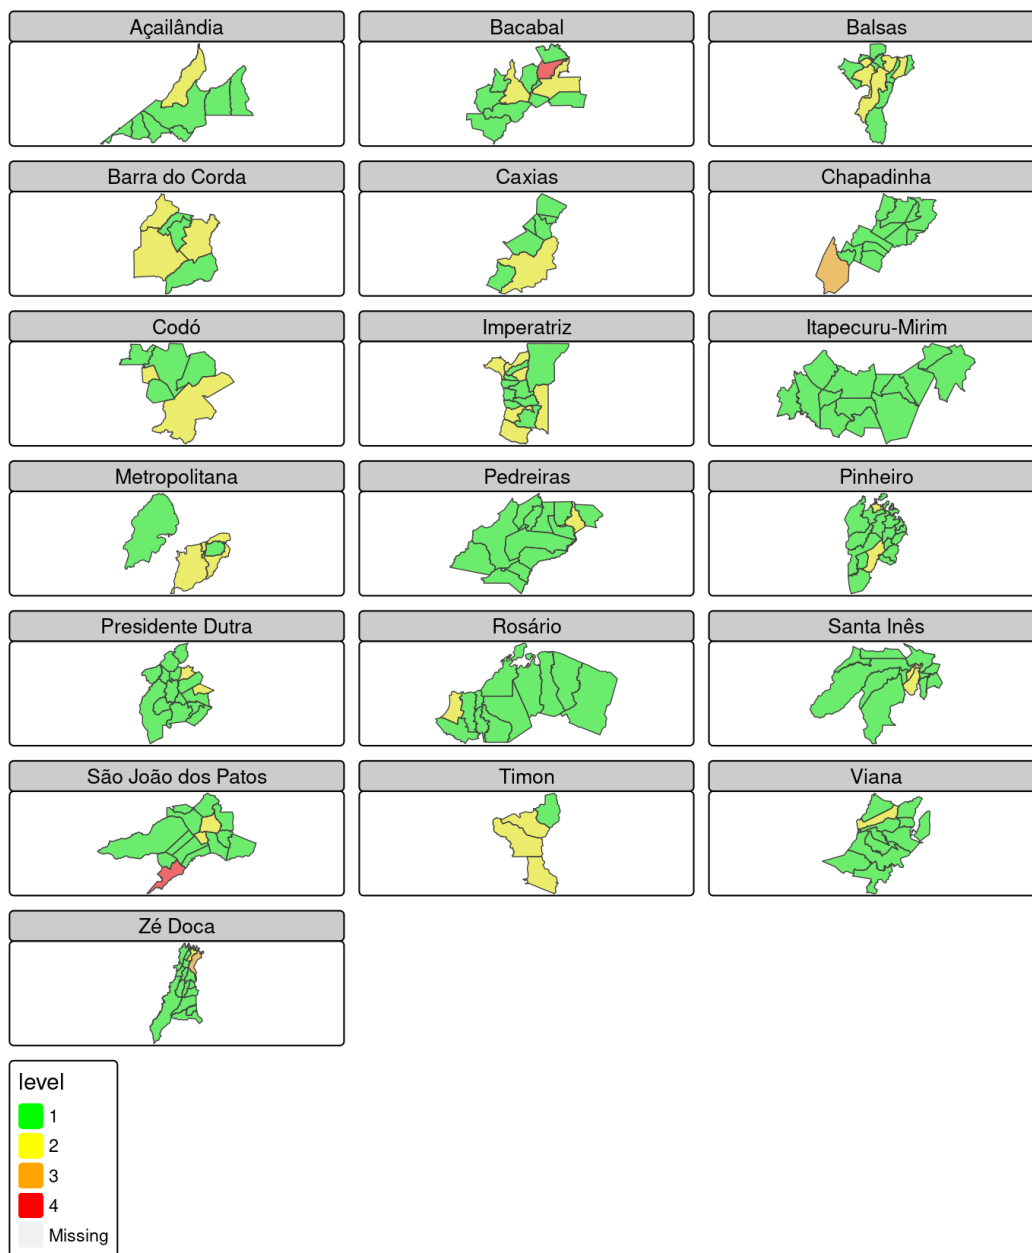 Açailândia
Bacabal
Balsas
Barra do Corda
Caxias
Chapadinha
Codó
Imperatriz
Itapecuru-Mirim
Metropolitana
Pedreiras
Pinheiro
Presidente Dutra
Rosário
Santa Inês
São João dos Patos
Timon
Viana
Zé Doca
level
1
2
3
4
Missing